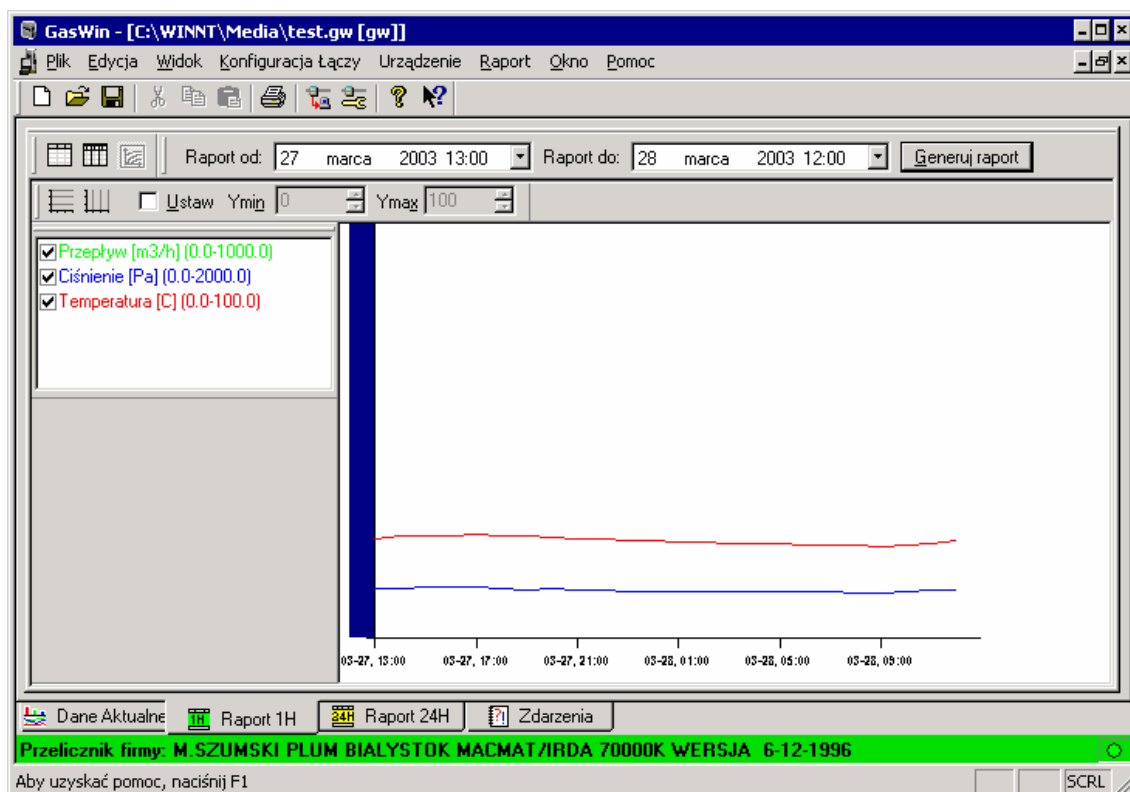 GasWin - [C:\WINNT\Media\test.gw [gw]]
Plik Edycja Widok Konfiguracja Łączy Urządzenie Raport Okno Pomoc
Raport od: 27 marca 2003 13:00 Raport do: 28 marca 2003 12:00 Generuj raport
Ustaw Ymin 0 Ymax 100
Przepływ [m3/h] (0.0-1000.0)
Ciśnienie [Pa] (0.0-2000.0)
Temperatura [C] (0.0-100.0)
03-27, 13:00 03-27, 17:00 03-27, 21:00 03-28, 01:00 03-28, 05:00 03-28, 09:00
Dane Aktualne 1H Raport 1H 24H Raport 24H Zdarzenia
Przelicznik firmy: M.SZUMSKI PLUM BIALYSTOK MACMAT/IRDA 70000K WERSJA 6-12-1996
Aby uzyskać pomoc, naciśnij F1 SCRL